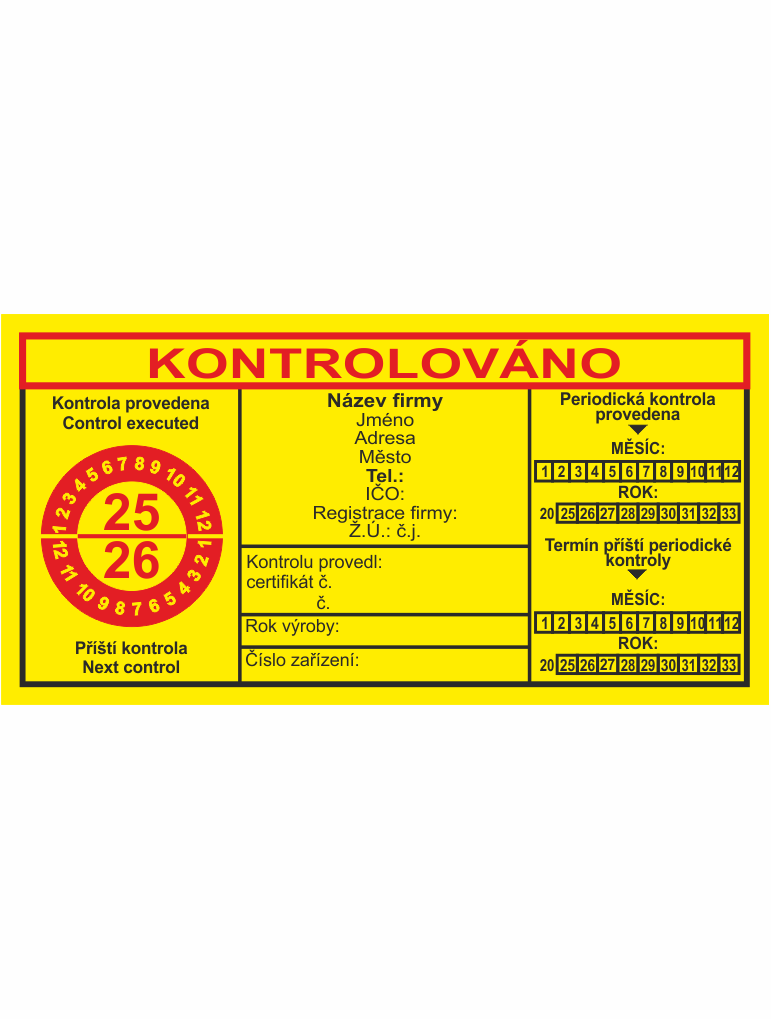 KONTROLOVÁNO
Kontrola provedena
Control executed
1 2 3 4 5 6 7 8 9 10 11 12
25
26
12 11 10 9 8 7 6 5 4 3 2 1
Příští kontrola
Next control
Název firmy
Jméno
Adresa
Město
Tel.:
IČO:
Registrace firmy:
Ž.Ú.: č.j.
Kontrolu provedl:
certifikát č.
č.
Rok výroby:
Číslo zařízení:
Periodická kontrola
provedena
MĚSÍC:
1 2 3 4 5 6 7 8 9 10 11 12
ROK:
20 25 26 27 28 29 30 31 32 33
Termín příští periodické
kontroly
MĚSÍC:
1 2 3 4 5 6 7 8 9 10 11 12
ROK:
20 25 26 27 28 29 30 31 32 33